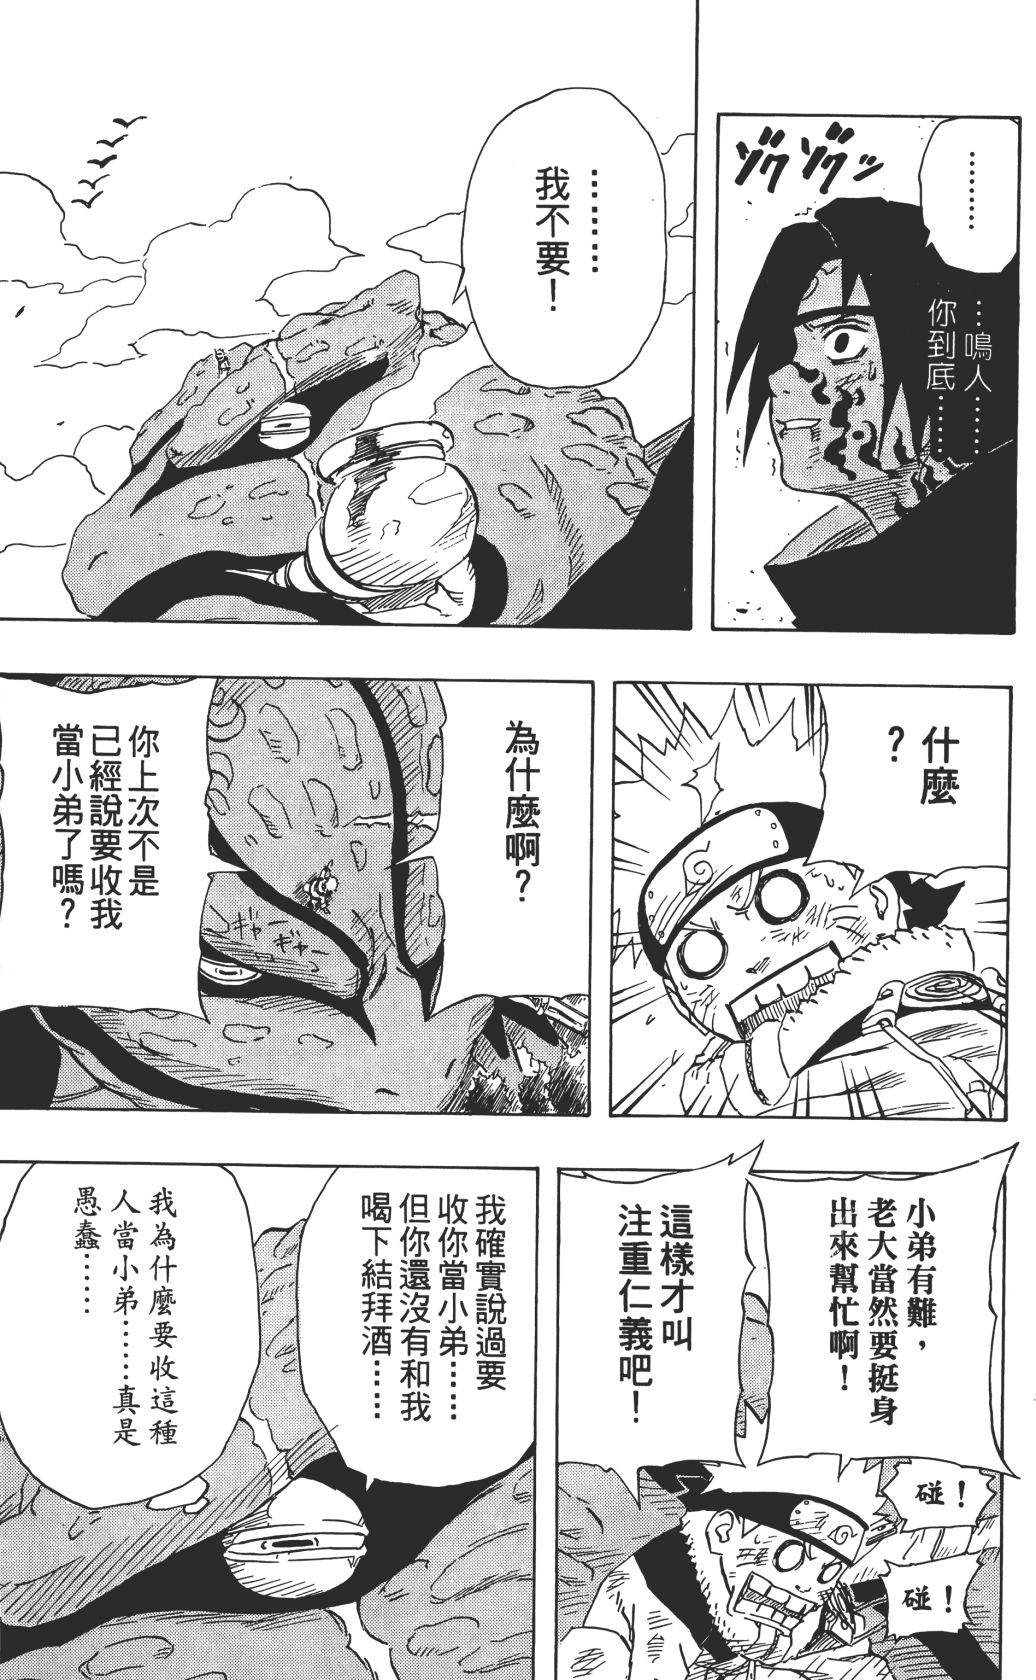 ………
…鳴人……
你到底……
ゾクゾクッ
………
我不要！
什麼
？
為什麼啊？
你上次不是
已經說要收我
當小弟了嗎？
ギャー
ギャー
小弟有難，
老大當然要挺身
出來幫忙啊！
這樣才叫
注重仁義吧！
碰！
碰！
我確實說過要
收你當小弟……
但你還沒有和我
喝下結拜酒……
我為什麼要收這種
人當小弟……真是
愚蠢……